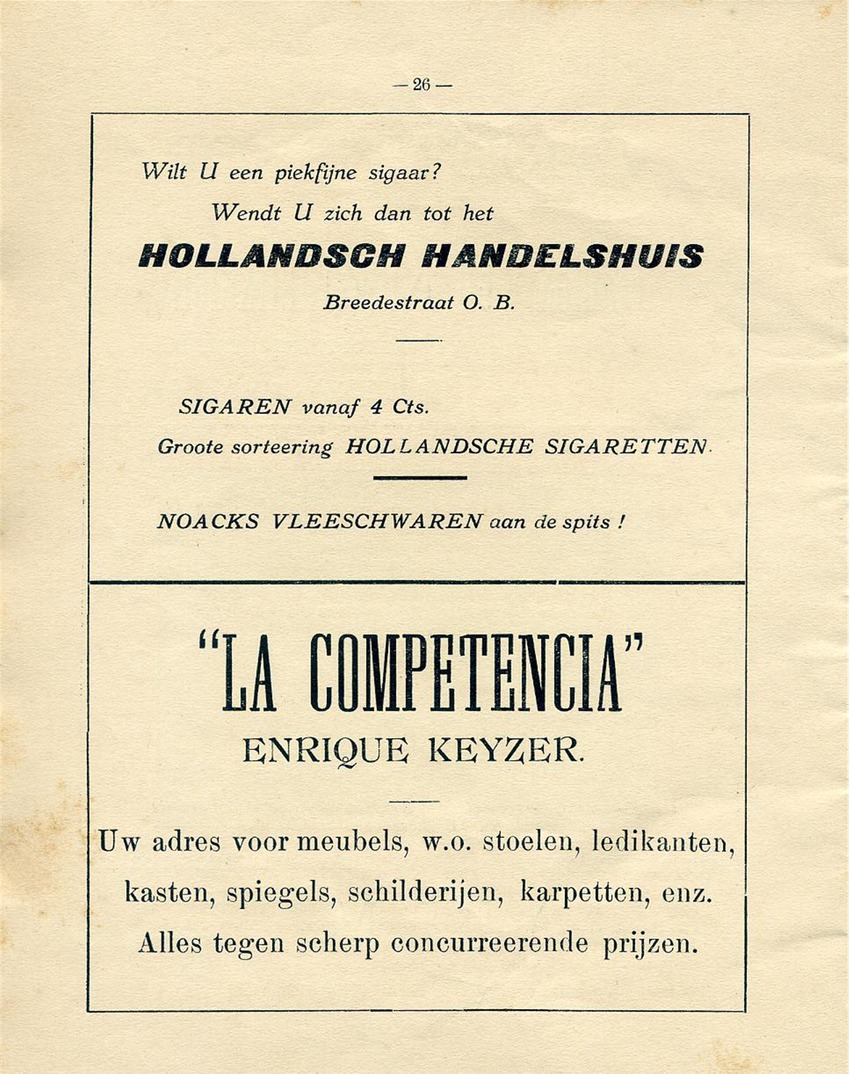 — 26 —
Wilt U een piekfijne sigaar?
Wendt U zich dan tot het
HOLLANDSCH HANDELSHUIS
Breedestraat O. B.
SIGAREN vanaf 4 Cts.
Groote sorteering HOLLANDSCHE SIGARETTEN.
NOACKS VLEESCHWAREN aan de spits !
"LA COMPETENCIA"
ENRIQUE KEYZER.
Uw adres voor meubels, w.o. stoelen, ledikanten,
kasten, spiegels, schilderijen, karpetten, enz.
Alles tegen scherp concurreerende prijzen.